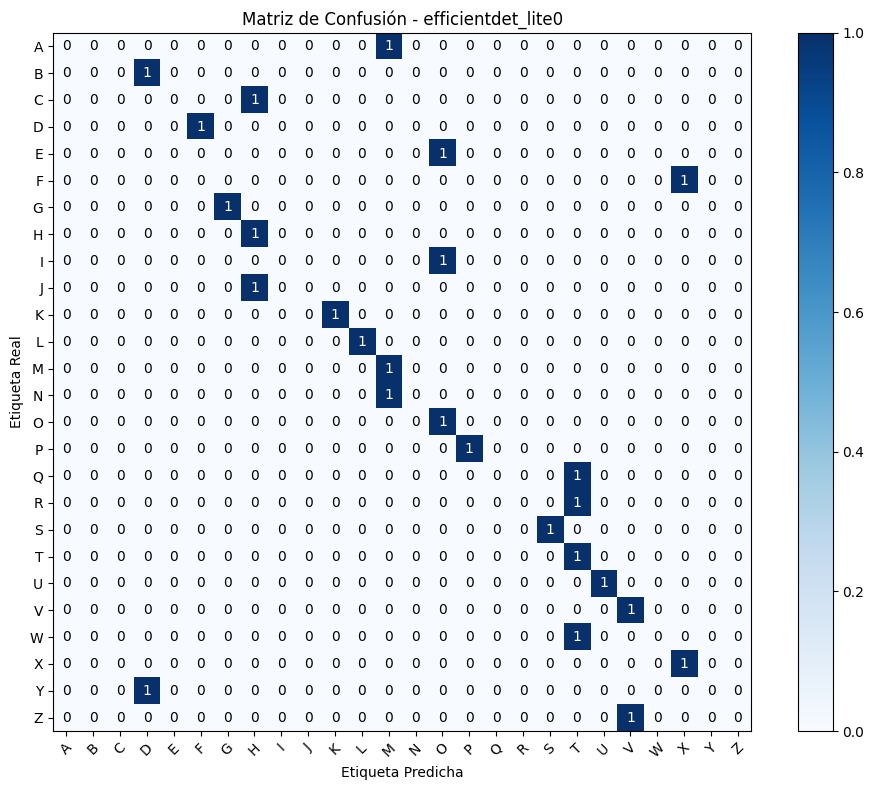 Matriz de Confusión - efficientdet_lite0
A 0 0 0 0 0 0 0 0 0 0 0 0 1 0 0 0 0 0 0 0 0 0 0 0 0 0
B 0 0 0 1 0 0 0 0 0 0 0 0 0 0 0 0 0 0 0 0 0 0 0 0 0 0
C 0 0 0 0 0 0 0 1 0 0 0 0 0 0 0 0 0 0 0 0 0 0 0 0 0 0
D 0 0 0 0 0 1 0 0 0 0 0 0 0 0 0 0 0 0 0 0 0 0 0 0 0 0
E 0 0 0 0 0 0 0 0 0 0 0 0 0 0 1 0 0 0 0 0 0 0 0 0 0 0
F 0 0 0 0 0 0 0 0 0 0 0 0 0 0 0 0 0 0 0 0 0 0 0 1 0 0
G 0 0 0 0 0 0 1 0 0 0 0 0 0 0 0 0 0 0 0 0 0 0 0 0 0 0
H 0 0 0 0 0 0 0 1 0 0 0 0 0 0 0 0 0 0 0 0 0 0 0 0 0 0
I 0 0 0 0 0 0 0 0 0 0 0 0 0 0 1 0 0 0 0 0 0 0 0 0 0 0
J 0 0 0 0 0 0 0 1 0 0 0 0 0 0 0 0 0 0 0 0 0 0 0 0 0 0
K 0 0 0 0 0 0 0 0 0 0 1 0 0 0 0 0 0 0 0 0 0 0 0 0 0 0
L 0 0 0 0 0 0 0 0 0 0 0 1 0 0 0 0 0 0 0 0 0 0 0 0 0 0
M 0 0 0 0 0 0 0 0 0 0 0 0 1 0 0 0 0 0 0 0 0 0 0 0 0 0
N 0 0 0 0 0 0 0 0 0 0 0 0 1 0 0 0 0 0 0 0 0 0 0 0 0 0
O 0 0 0 0 0 0 0 0 0 0 0 0 0 0 1 0 0 0 0 0 0 0 0 0 0 0
P 0 0 0 0 0 0 0 0 0 0 0 0 0 0 0 1 0 0 0 0 0 0 0 0 0 0
Q 0 0 0 0 0 0 0 0 0 0 0 0 0 0 0 0 0 0 0 1 0 0 0 0 0 0
R 0 0 0 0 0 0 0 0 0 0 0 0 0 0 0 0 0 0 0 1 0 0 0 0 0 0
S 0 0 0 0 0 0 0 0 0 0 0 0 0 0 0 0 0 0 1 0 0 0 0 0 0 0
T 0 0 0 0 0 0 0 0 0 0 0 0 0 0 0 0 0 0 0 1 0 0 0 0 0 0
U 0 0 0 0 0 0 0 0 0 0 0 0 0 0 0 0 0 0 0 0 1 0 0 0 0 0
V 0 0 0 0 0 0 0 0 0 0 0 0 0 0 0 0 0 0 0 0 0 1 0 0 0 0
W 0 0 0 0 0 0 0 0 0 0 0 0 0 0 0 0 0 0 0 1 0 0 0 0 0 0
X 0 0 0 0 0 0 0 0 0 0 0 0 0 0 0 0 0 0 0 0 0 0 0 1 0 0
Y 0 0 0 1 0 0 0 0 0 0 0 0 0 0 0 0 0 0 0 0 0 0 0 0 0 0
Z 0 0 0 0 0 0 0 0 0 0 0 0 0 0 0 0 0 0 0 0 0 1 0 0 0 0
A B C D E F G H I J K L M N O P Q R S T U V W X Y Z
Etiqueta Predicha
Etiqueta Real
1.0
0.8
0.6
0.4
0.2
0.0